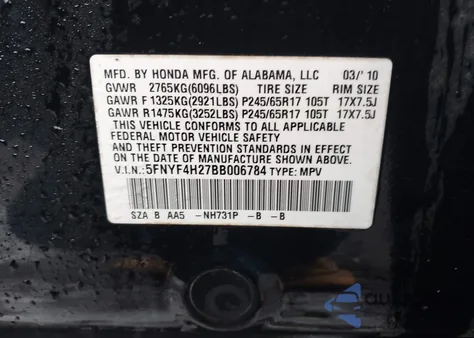 MFD. BY HONDA MFG. OF ALABAMA, LLC 03/'10
GVWR 2765KG(6096LBS) TIRE SIZE RIM SIZE
GAWR F 1325KG(2921LBS) P245/65R17 105T 17X7.5J
GAWR R1475KG(3252LBS) P245/65R17 105T 17X7.5J
THIS VEHICLE CONFORMS TO ALL APPLICABLE
FEDERAL MOTOR VEHICLE SAFETY
AND THEFT PREVENTION STANDARDS IN EFFECT
ON THE DATE OF MANUFACTURE SHOWN ABOVE.
V.I.N.: 5FNYF4H27BB006784 TYPE: MPV
SZA B AA5 -NH731P -B -B